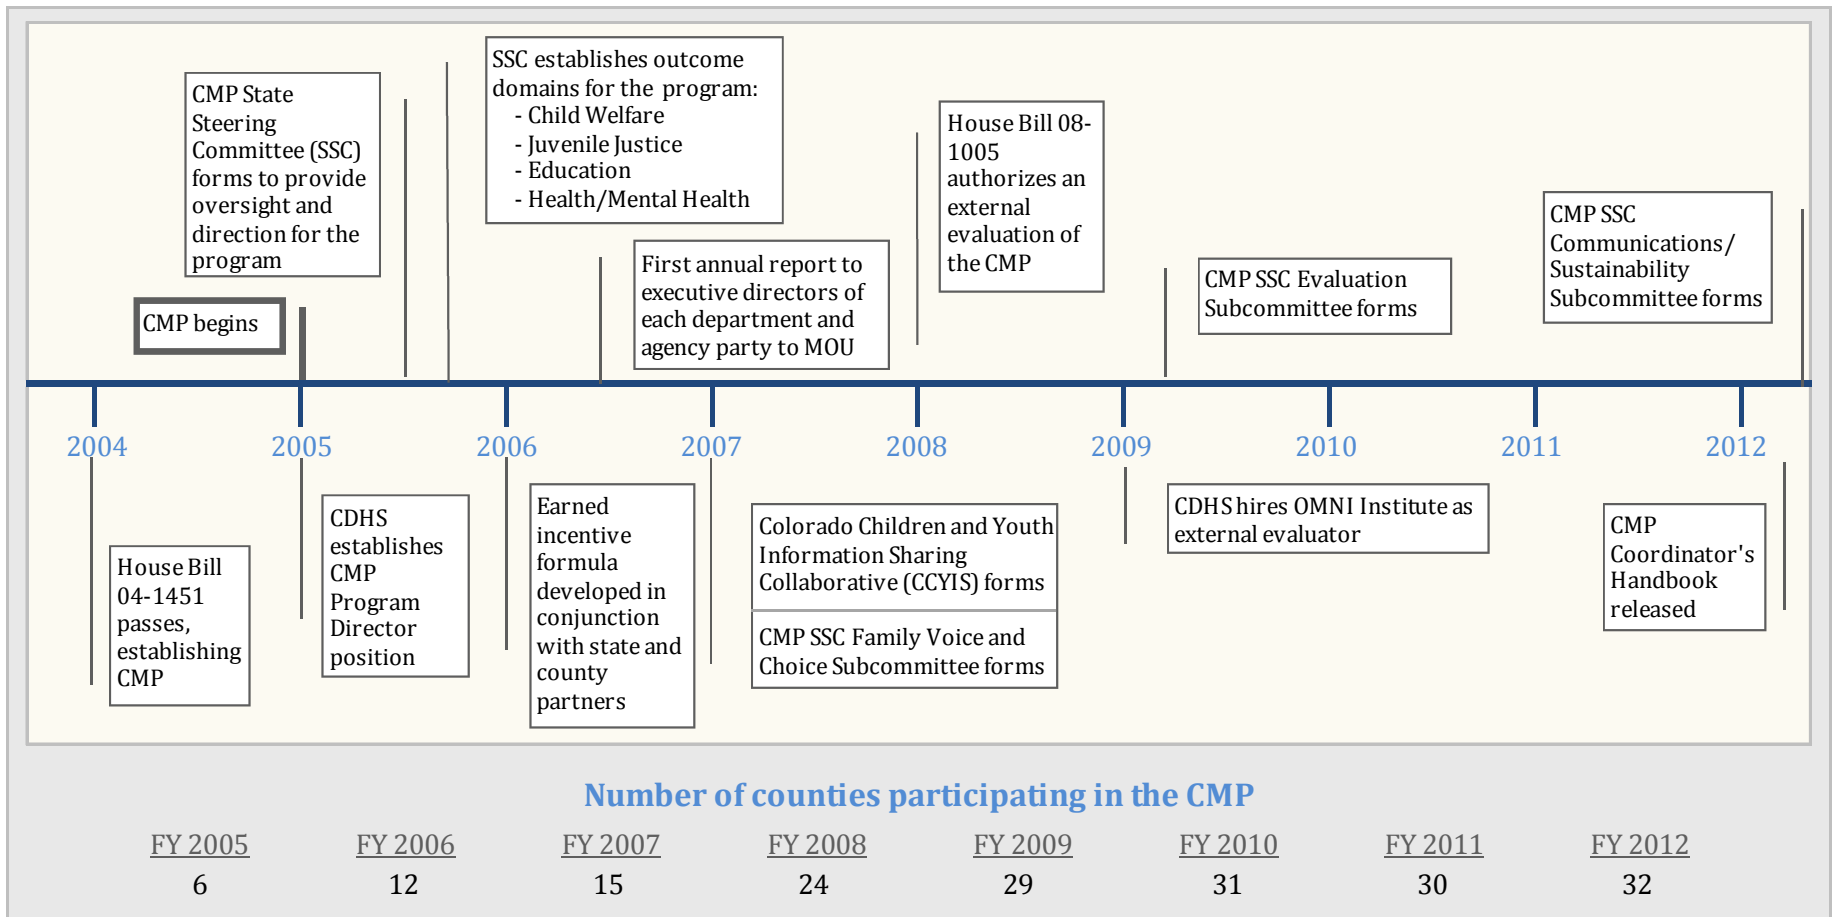 CMP State
Steering
Committee (SSC)
forms to provide
oversight and
direction for the
program
SSC establishes outcome
domains for the program:
- Child Welfare
- Juvenile Justice
- Education
- Health/Mental Health
House Bill 08-
1005
authorizes an
external
evaluation of
the CMP
CMP SSC
Communications/
Sustainability
Subcommittee forms
CMP begins
First annual report to
executive directors of
each department and
agency party to MOU
CMP SSC Evaluation
Subcommittee forms
2004
2005
2006
2007
2008
2009
2010
2011
2012
House Bill
04-1451
passes,
establishing
CMP
CDHS
establishes
CMP
Program
Director
position
Earned
incentive
formula
developed in
conjunction
with state and
county
partners
Colorado Children and Youth
Information Sharing
Collaborative (CCYIS) forms
CMP SSC Family Voice and
Choice Subcommittee forms
CDHS hires OMNI Institute as
external evaluator
CMP
Coordinator's
Handbook
released
Number of counties participating in the CMP
FY 2005 FY 2006 FY 2007 FY 2008 FY 2009 FY 2010 FY 2011 FY 2012
6 12 15 24 29 31 30 32